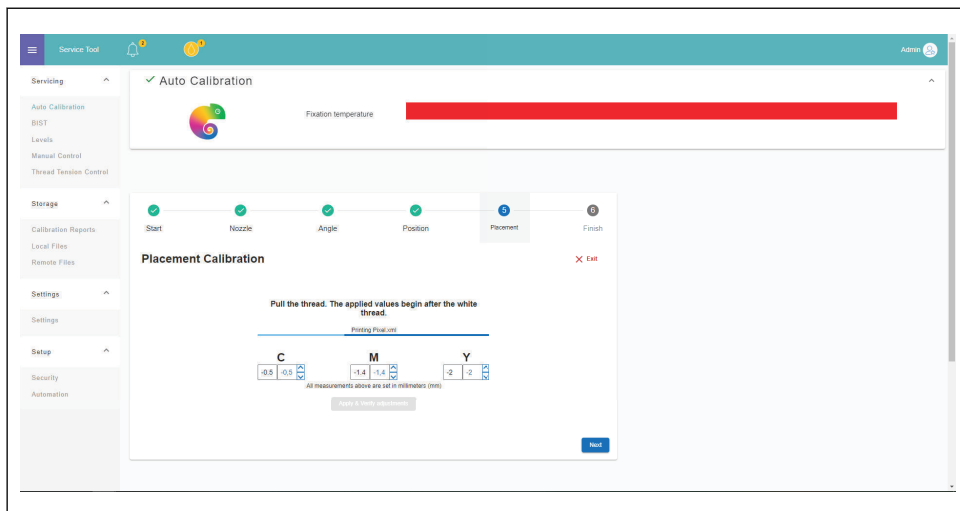 Service Tool
2
1
Admin
Servicing
Auto Calibration
BIST
Levels
Manual Control
Thread Tension Control
Storage
Calibration Reports
Local Files
Remote Files
Settings
Settings
Setup
Security
Automation
Auto Calibration
Fixation temperature
Start
Nozzle
Angle
Position
5
Placement
6
Finish
Placement Calibration
Exit
Pull the thread. The applied values begin after the white
thread.
Printing Pixel.xml
C M Y
-0.5 -0,5 -1.4 -1,4 -2 -2
All measurements above are set in millimeters (mm)
Apply & Verify adjustments
Next